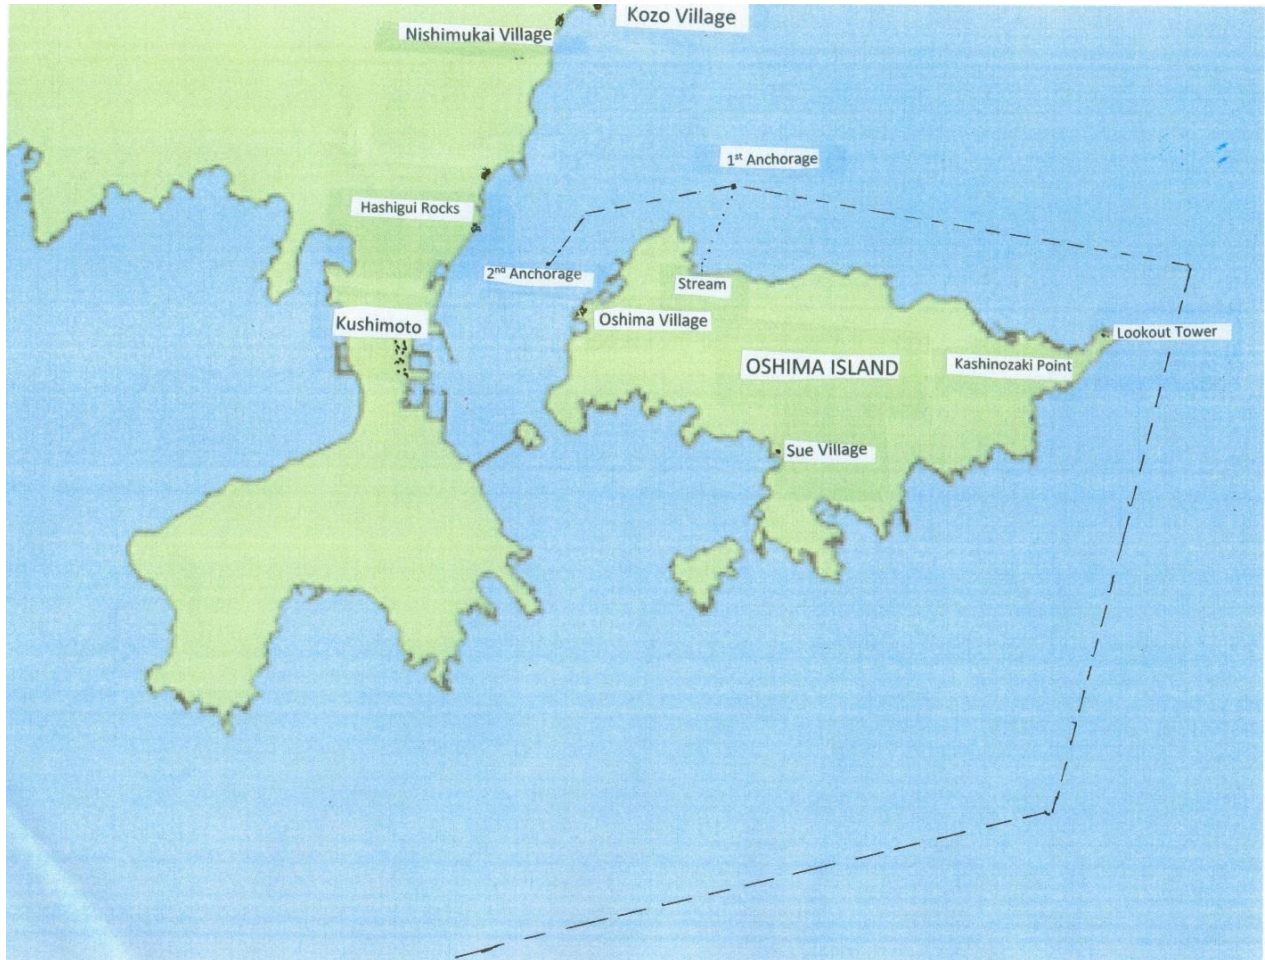 Kozo Village
Nishimukai Village
1st Anchorage
Hashigui Rocks
2nd Anchorage
Stream
Kushimoto
Oshima Village
Lookout Tower
OSHIMA ISLAND
Kashinozaki Point
Sue Village